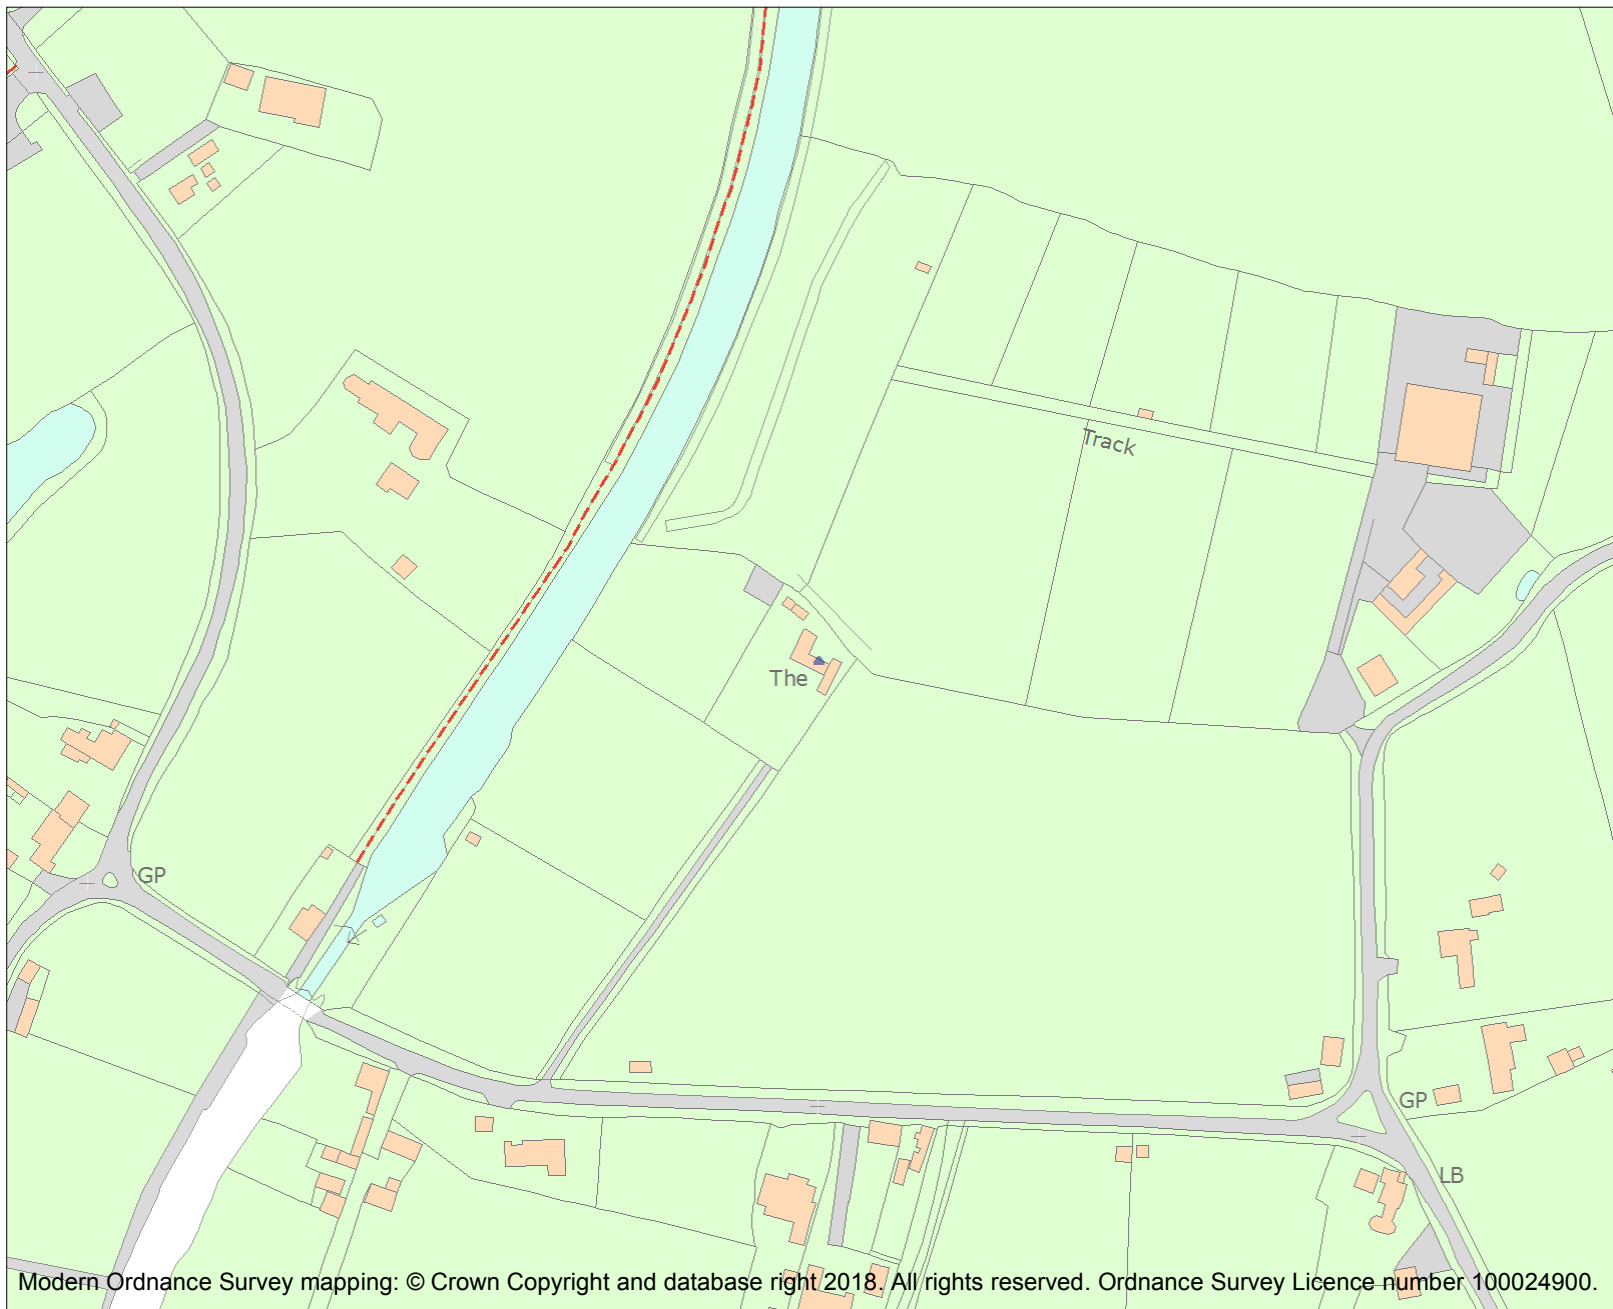 Track
The
GP
GP
LB
Modern Ordnance Survey mapping: © Crown Copyright and database right 2018. All rights reserved. Ordnance Survey Licence number 100024900.